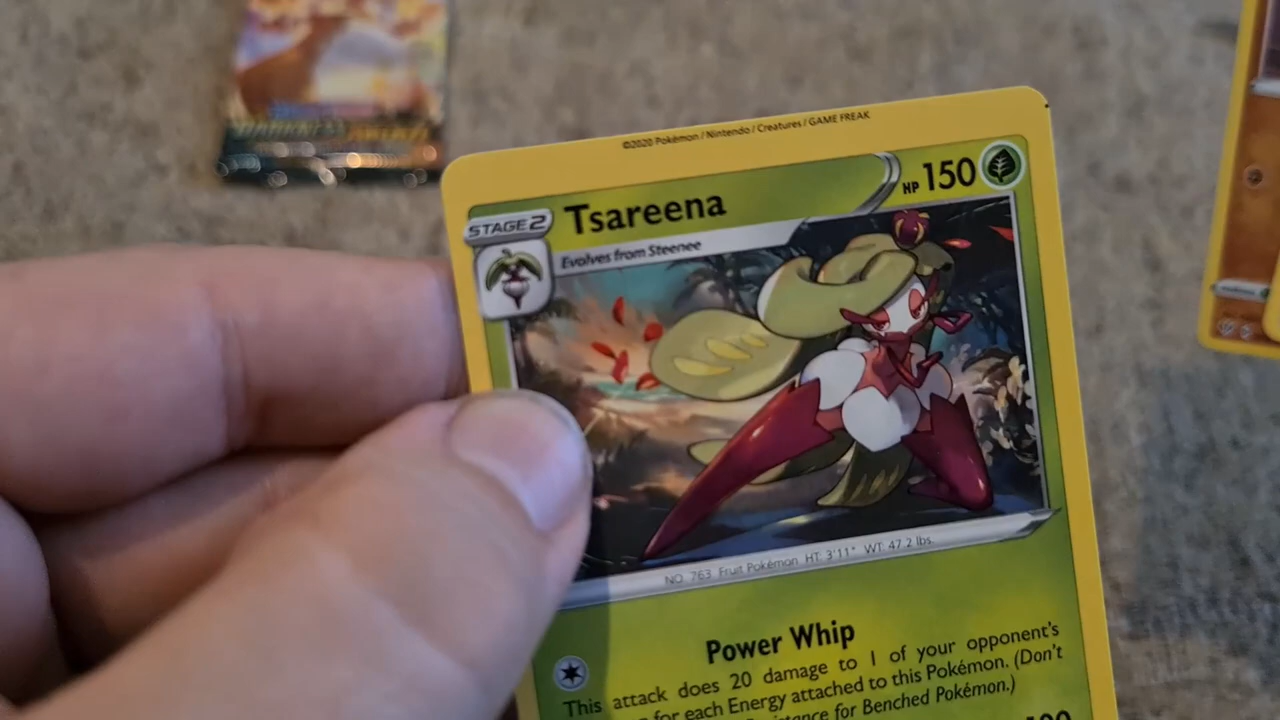 DARKNESS ABLAZE
©2020 Pokémon / Nintendo / Creatures / GAME FREAK
STAGE 2
Tsareena
HP 150
Evolves from Steenee
NO. 763 Fruit Pokémon HT: 3'11" WT: 47.2 lbs.
Power Whip
This attack does 20 damage to 1 of your opponent's
for each Energy attached to this Pokémon. (Don't
for Benched Pokémon.)